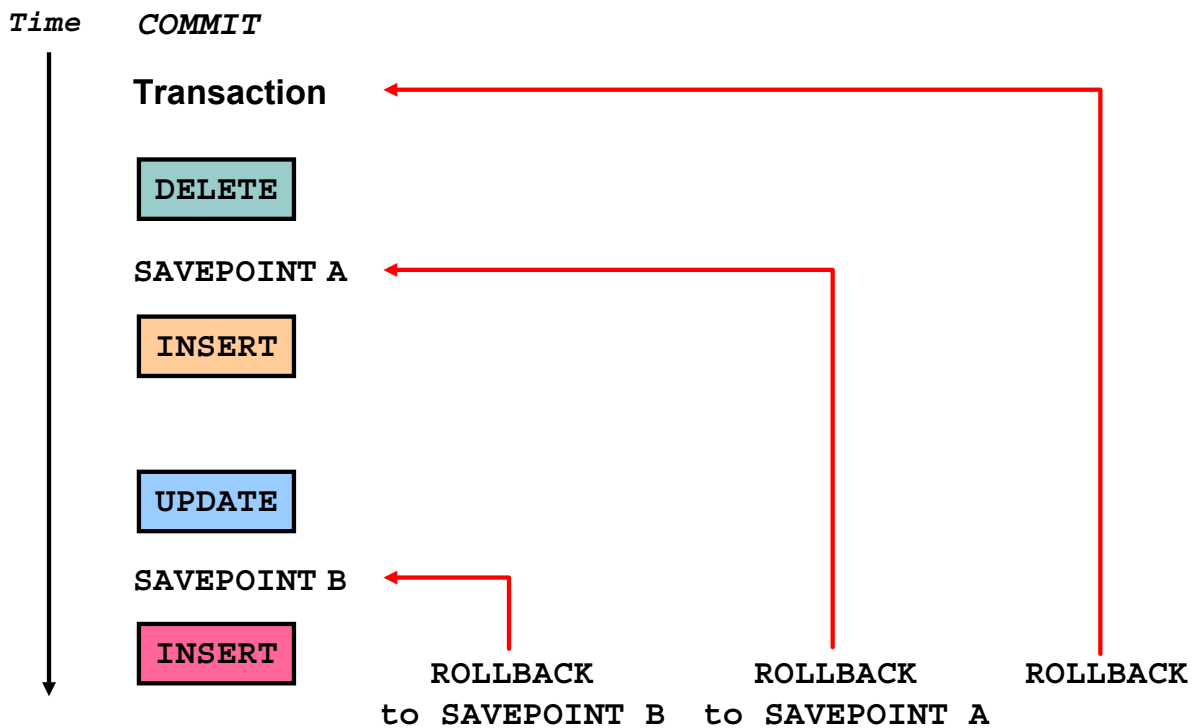 Time COMMIT
Transaction
DELETE
SAVEPOINT A
INSERT
UPDATE
SAVEPOINT B
INSERT
ROLLBACK
to SAVEPOINT B
ROLLBACK
to SAVEPOINT A
ROLLBACK